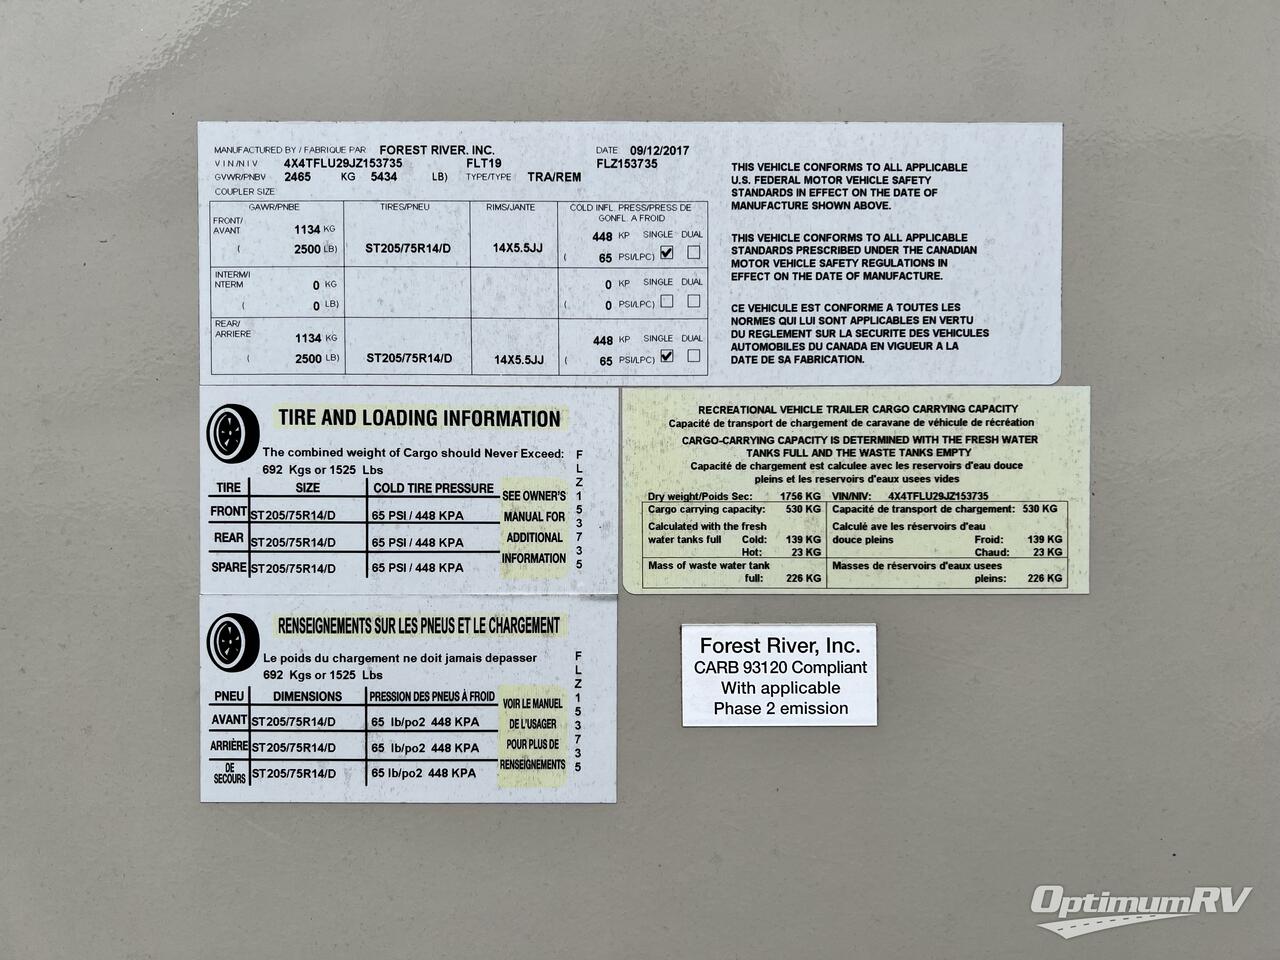 MANUFACTURED BY / FABRIQUE PAR FOREST RIVER, INC. DATE 09/12/2017
VIN/NIV 4X4TFLU29JZ153735 FLT19 FLZ153735
GVWR/PNBV 2465 KG 5434 LB) TYPE/TYPE TRA/REM
COUPLER SIZE
GAWR/PNBE TIRES/PNEU RIMS/JANTE COLD INFL. PRESS/PRESS DE
GONFL. A FROID
FRONT/
AVANT 1134 KG 448 KP SINGLE DUAL
( 2500 LB) ST205/75R14/D 14X5.5JJ ( 65 PSI/LPC)
INTERM/I
NTERM 0 KG 0 KP SINGLE DUAL
( 0 LB) ( 0 PSI/LPC)
REAR/
ARRIERE 1134 KG 448 KP SINGLE DUAL
( 2500 LB) ST205/75R14/D 14X5.5JJ ( 65 PSI/LPC)
THIS VEHICLE CONFORMS TO ALL APPLICABLE
U.S. FEDERAL MOTOR VEHICLE SAFETY
STANDARDS IN EFFECT ON THE DATE OF
MANUFACTURE SHOWN ABOVE.
THIS VEHICLE CONFORMS TO ALL APPLICABLE
STANDARDS PRESCRIBED UNDER THE CANADIAN
MOTOR VEHICLE SAFETY REGULATIONS IN
EFFECT ON THE DATE OF MANUFACTURE.
CE VEHICULE EST CONFORME A TOUTES LES
NORMES QUI LUI SONT APPLICABLES EN VERTU
DU REGLEMENT SUR LA SECURITE DES VEHICULES
AUTOMOBILES DU CANADA EN VIGUEUR A LA
DATE DE SA FABRICATION.
TIRE AND LOADING INFORMATION
The combined weight of Cargo should Never Exceed:
692 Kgs or 1525 Lbs
TIRE SIZE COLD TIRE PRESSURE
FRONT ST205/75R14/D 65 PSI / 448 KPA
REAR ST205/75R14/D 65 PSI / 448 KPA
SPARE ST205/75R14/D 65 PSI / 448 KPA
SEE OWNER'S
MANUAL FOR
ADDITIONAL
INFORMATION
FLZ153735
RECREATIONAL VEHICLE TRAILER CARGO CARRYING CAPACITY
Capacité de transport de chargement de caravane de véhicule de récréation
CARGO-CARRYING CAPACITY IS DETERMINED WITH THE FRESH WATER
TANKS FULL AND THE WASTE TANKS EMPTY
Capacité de chargement est calculee avec les reservoirs d'eau douce
pleins et les reservoirs d'eaux usees vides
Dry weight/Poids Sec: 1756 KG VIN/NIV: 4X4TFLU29JZ153735
Cargo carrying capacity: 530 KG Capacité de transport de chargement: 530 KG
Calculated with the fresh Calculé ave les réservoirs d'eau
water tanks full Cold: 139 KG douce pleins Froid: 139 KG
Hot: 23 KG Chaud: 23 KG
Mass of waste water tank Masses de réservoirs d'eaux usees
full: 226 KG pleins: 226 KG
RENSEIGNEMENTS SUR LES PNEUS ET LE CHARGEMENT
Le poids du chargement ne doit jamais depasser
692 Kgs or 1525 Lbs
PNEU DIMENSIONS PRESSION DES PNEUS À FROID
AVANT ST205/75R14/D 65 lb/po2 448 KPA
ARRIÈRE ST205/75R14/D 65 lb/po2 448 KPA
DE
SECOURS ST205/75R14/D 65 lb/po2 448 KPA
VOIR LE MANUEL
DE L'USAGER
POUR PLUS DE
RENSEIGNEMENTS
FLZ153735
Forest River, Inc.
CARB 93120 Compliant
With applicable
Phase 2 emission
OptimumRV